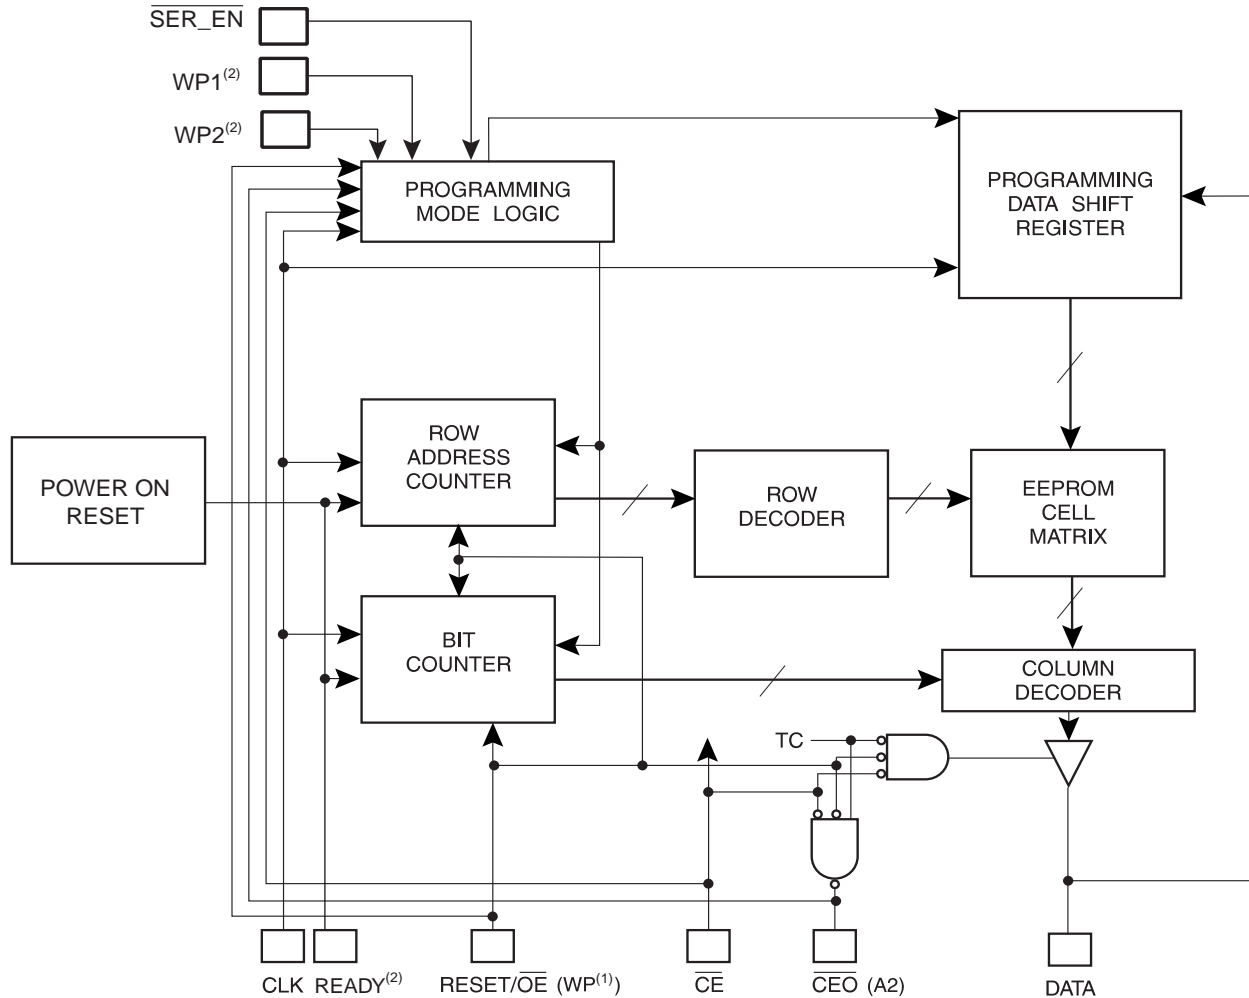 SER_EN
WP1(2)
WP2(2)
PROGRAMMING
MODE LOGIC
PROGRAMMING
DATA SHIFT
REGISTER
POWER ON
RESET
ROW
ADDRESS
COUNTER
ROW
DECODER
EEPROM
CELL
MATRIX
BIT
COUNTER
COLUMN
DECODER
TC
CLK
READY(2)
RESET/OE (WP(1))
CE
CEO (A2)
DATA